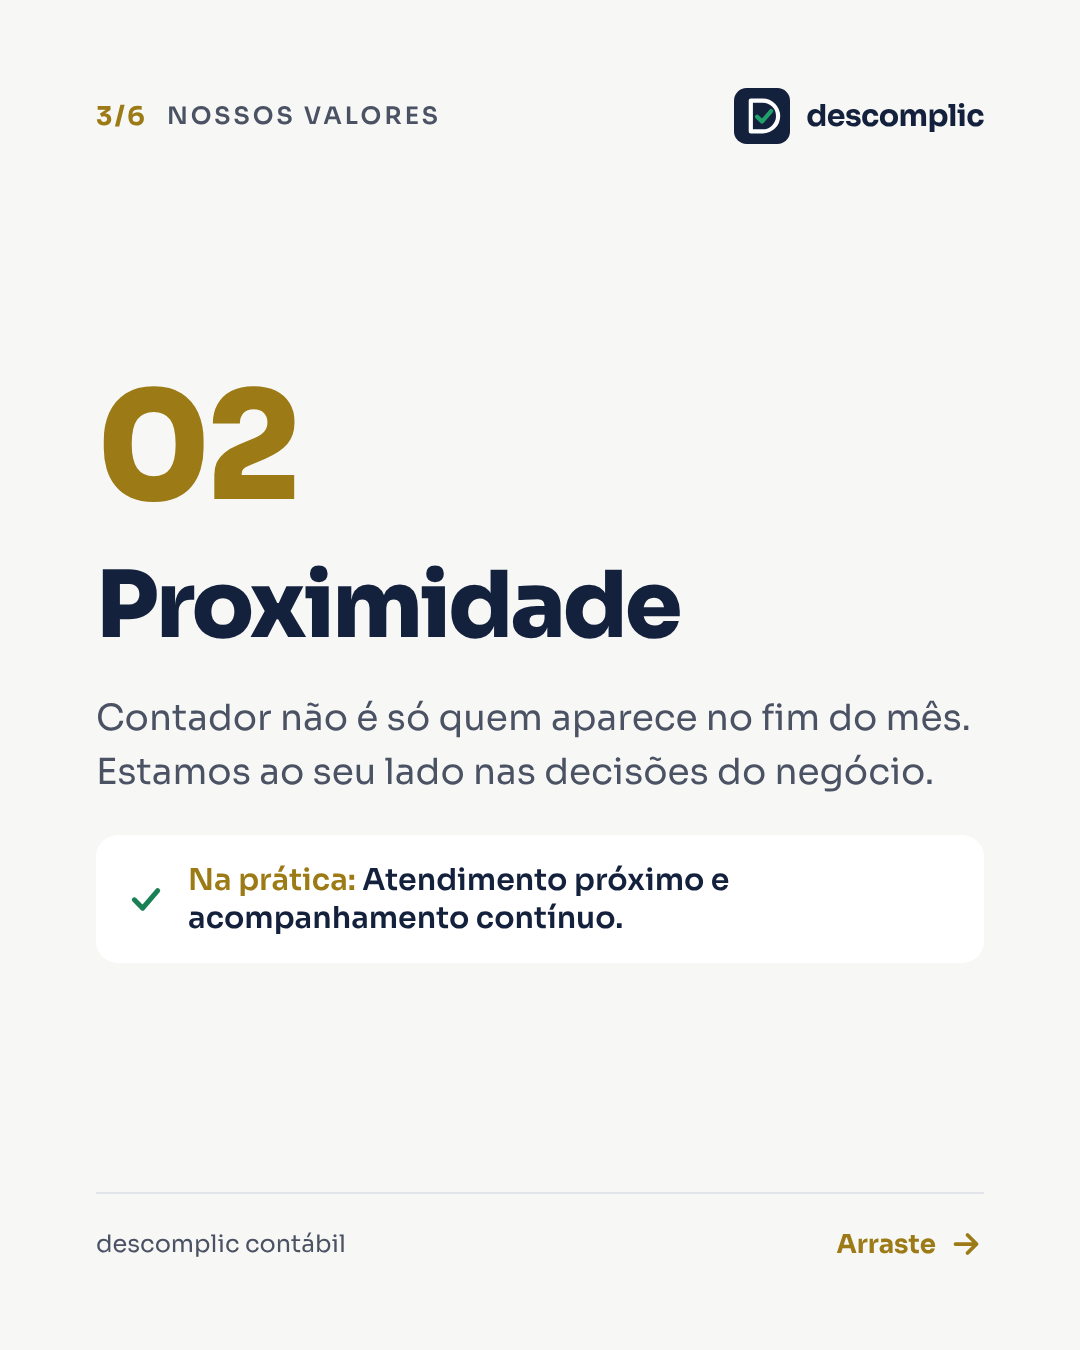 3/6 NOSSOS VALORES
descomplic
02
Proximidade
Contador não é só quem aparece no fim do mês.
Estamos ao seu lado nas decisões do negócio.
Na prática: Atendimento próximo e
acompanhamento contínuo.
descomplic contábil
Arraste →